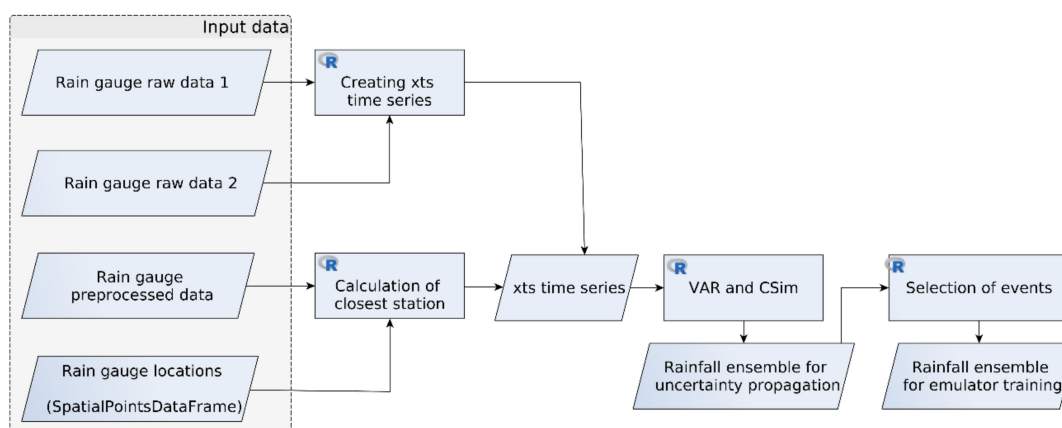 Input data
Rain gauge raw data 1
R
Creating xts
time series
Rain gauge raw data 2
Rain gauge
preprocessed data
R
Calculation of
closest station
xts time series
R
VAR and CSim
R
Selection of events
Rain gauge locations
(SpatialPointsDataFrame)
Rainfall ensemble for
uncertainty propagation
Rainfall ensemble
for emulator training